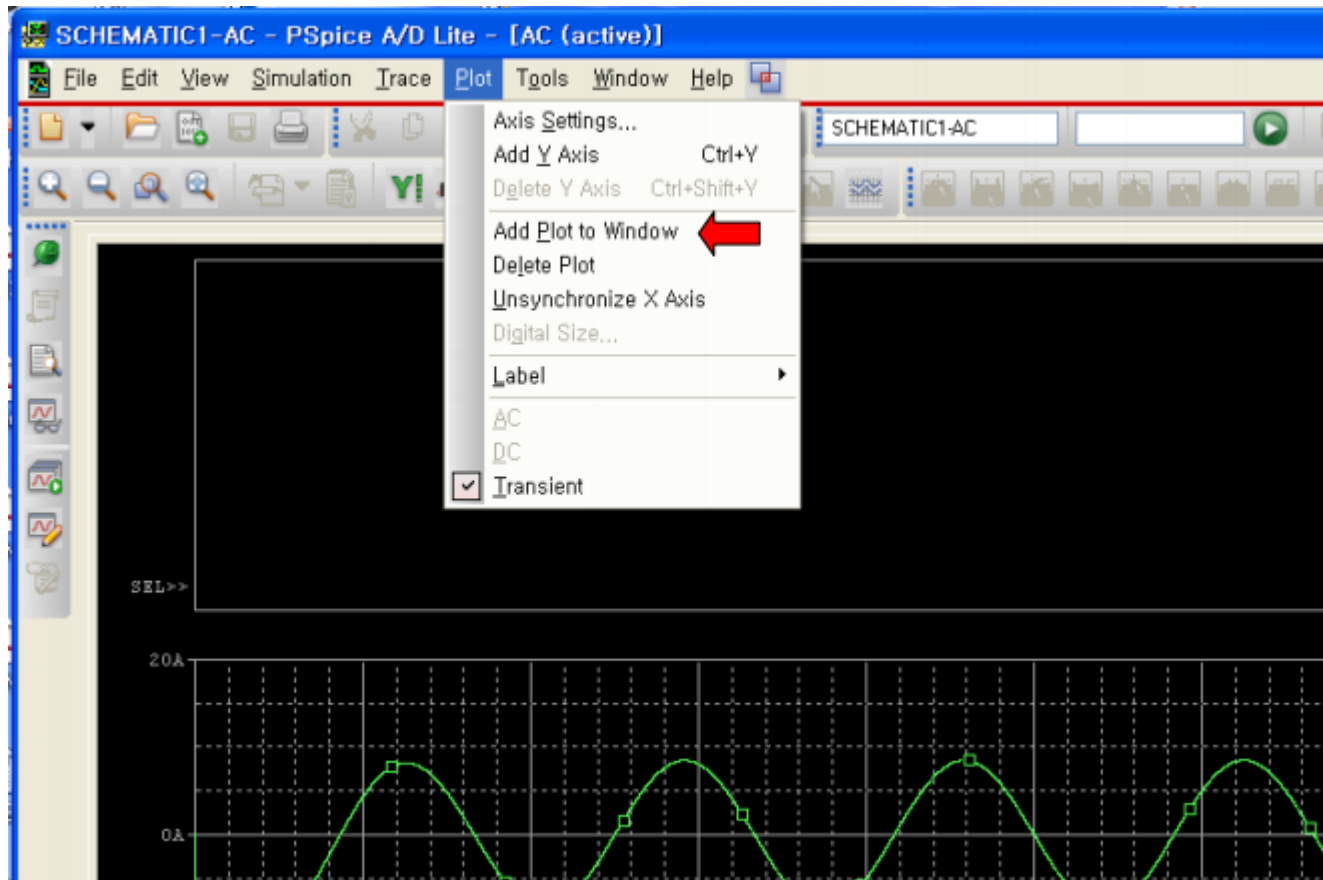 SCHEMATIC1-AC - PSpice A/D Lite - [AC (active)]
File Edit View Simulation Trace Plot Tools Window Help
Axis Settings...
SCHEMATIC1-AC
Add Y Axis Ctrl+Y
Delete Y Axis Ctrl+Shift+Y
Add Plot to Window
Delete Plot
Unsynchronize X Axis
Digital Size...
Label
AC
DC
Transient
SEL>>
20A
0A